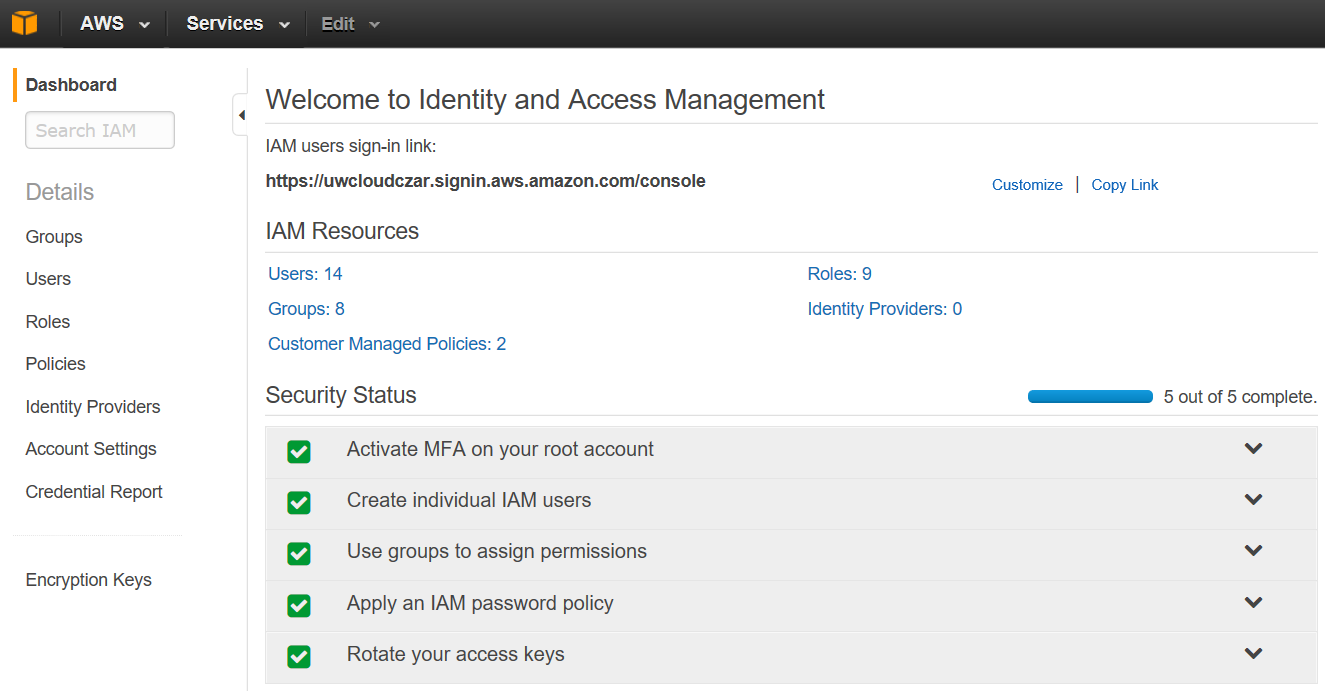 AWS Services Edit
Dashboard
Search IAM
Details
Groups
Users
Roles
Policies
Identity Providers
Account Settings
Credential Report
Encryption Keys
Welcome to Identity and Access Management
IAM users sign-in link:
https://uwcloudczar.signin.aws.amazon.com/console
Customize | Copy Link
IAM Resources
Users: 14
Roles: 9
Groups: 8
Identity Providers: 0
Customer Managed Policies: 2
Security Status
5 out of 5 complete.
Activate MFA on your root account
Create individual IAM users
Use groups to assign permissions
Apply an IAM password policy
Rotate your access keys